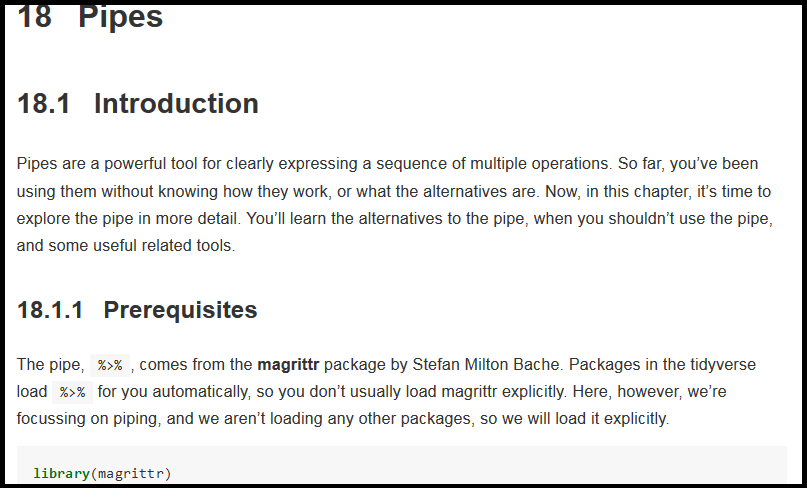 18 Pipes
18.1 Introduction
Pipes are a powerful tool for clearly expressing a sequence of multiple operations. So far, you’ve been
using them without knowing how they work, or what the alternatives are. Now, in this chapter, it’s time to
explore the pipe in more detail. You’ll learn the alternatives to the pipe, when you shouldn’t use the pipe,
and some useful related tools.
18.1.1 Prerequisites
The pipe, %>% , comes from the magrittr package by Stefan Milton Bache. Packages in the tidyverse
load %>% for you automatically, so you don’t usually load magrittr explicitly. Here, however, we’re
focussing on piping, and we aren’t loading any other packages, so we will load it explicitly.
library(magrittr)